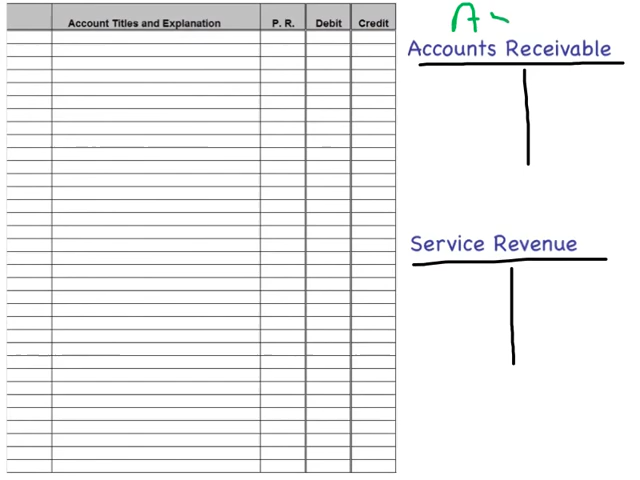 Account Titles and Explanation P. R. Debit Credit
A
Accounts Receivable
Service Revenue